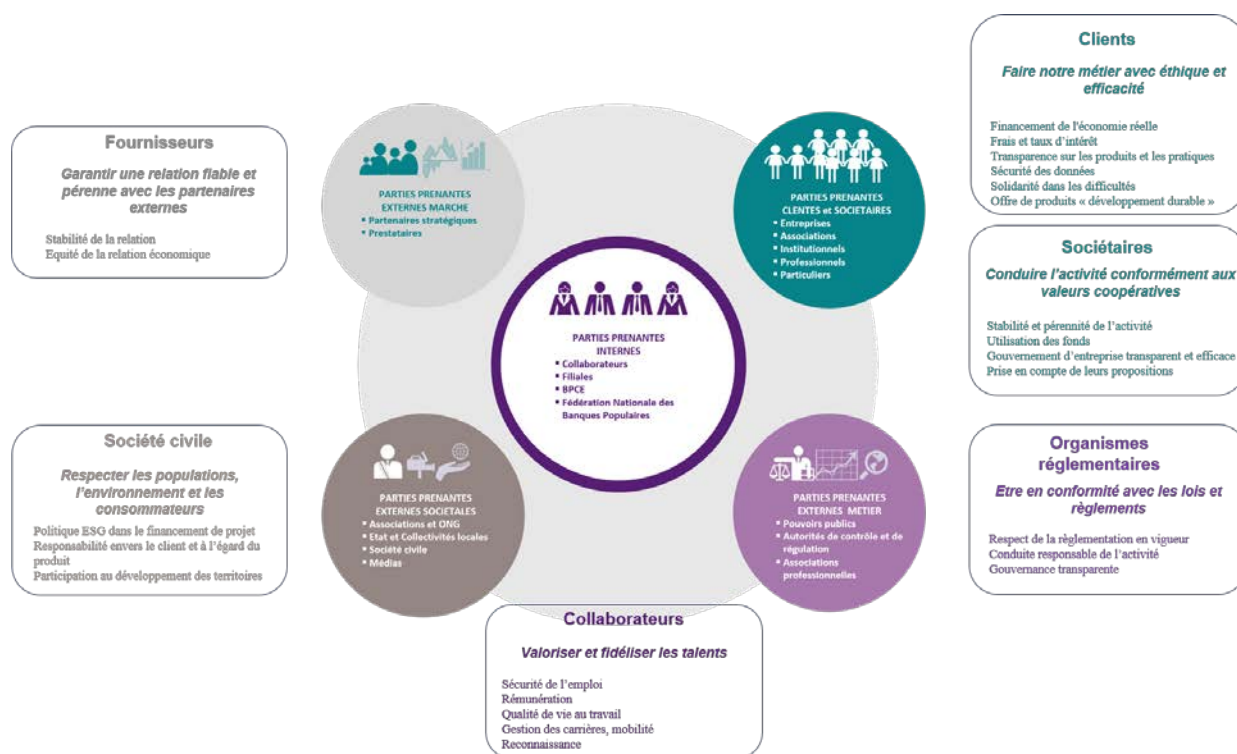 Fournisseurs
Garantir une relation fiable et
pérenne avec les partenaires
externes
Stabilité de la relation
Equité de la relation économique
PARTIES PRENANTES
EXTERNES MARCHE
▪ Partenaires stratégiques
▪ Prestataires
PARTIES PRENANTES
CLENTES et SOCIETAIRES
▪ Entreprises
▪ Associations
▪ Institutionnels
▪ Professionnels
▪ Particuliers
Clients
Faire notre métier avec éthique et
efficacité
Financement de l'économie réelle
Frais et taux d’intérêt
Transparence sur les produits et les pratiques
Sécurité des données
Solidarité dans les difficultés
Offre de produits « développement durable »
Sociétaires
Conduire l’activité conformément aux
valeurs coopératives
Stabilité et pérennité de l’activité
Utilisation des fonds
Gouvernement d’entreprise transparent et efficace
Prise en compte de leurs propositions
PARTIES PRENANTES
INTERNES
▪ Collaborateurs
▪ Filiales
▪ BPCE
▪ Fédération Nationale des
Banques Populaires
Société civile
Respecter les populations,
l’environnement et les
consommateurs
Politique ESG dans le financement de projet
Responsabilité envers le client et à l’égard du
produit
Participation au développement des territoires
PARTIES PRENANTES
EXTERNES SOCIETALES
▪ Associations et ONG
▪ Etat et Collectivités locales
▪ Société civile
▪ Médias
PARTIES PRENANTES
EXTERNES METIER
▪ Pouvoirs publics
▪ Autorités de contrôle et de
régulation
▪ Associations
professionnelles
Organismes
réglementaires
Etre en conformité avec les lois et
règlements
Respect de la règlementation en vigueur
Conduite responsable de l’activité
Gouvernance transparente
Collaborateurs
Valoriser et fidéliser les talents
Sécurité de l’emploi
Rémunération
Qualité de vie au travail
Gestion des carrières, mobilité
Reconnaissance